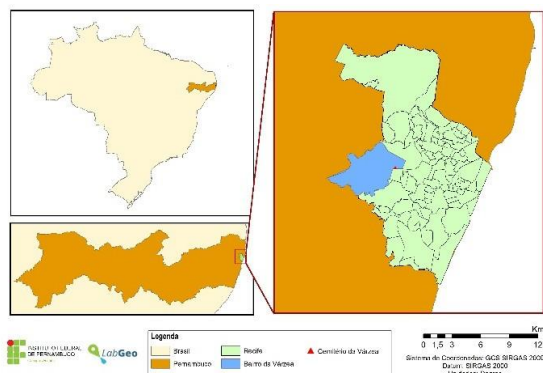 INSTITUTO FEDERAL
DE PERNAMBUCO
LabGeo
Legenda
Brasil
Recife
Cemitério da Várzea
Pernambuco
Bairro da Várzea
Km
0 1,5 3 6 9 12
Sistema de Coordenadas: GCS SIRGAS 2000
Datum: SIRGAS 2000